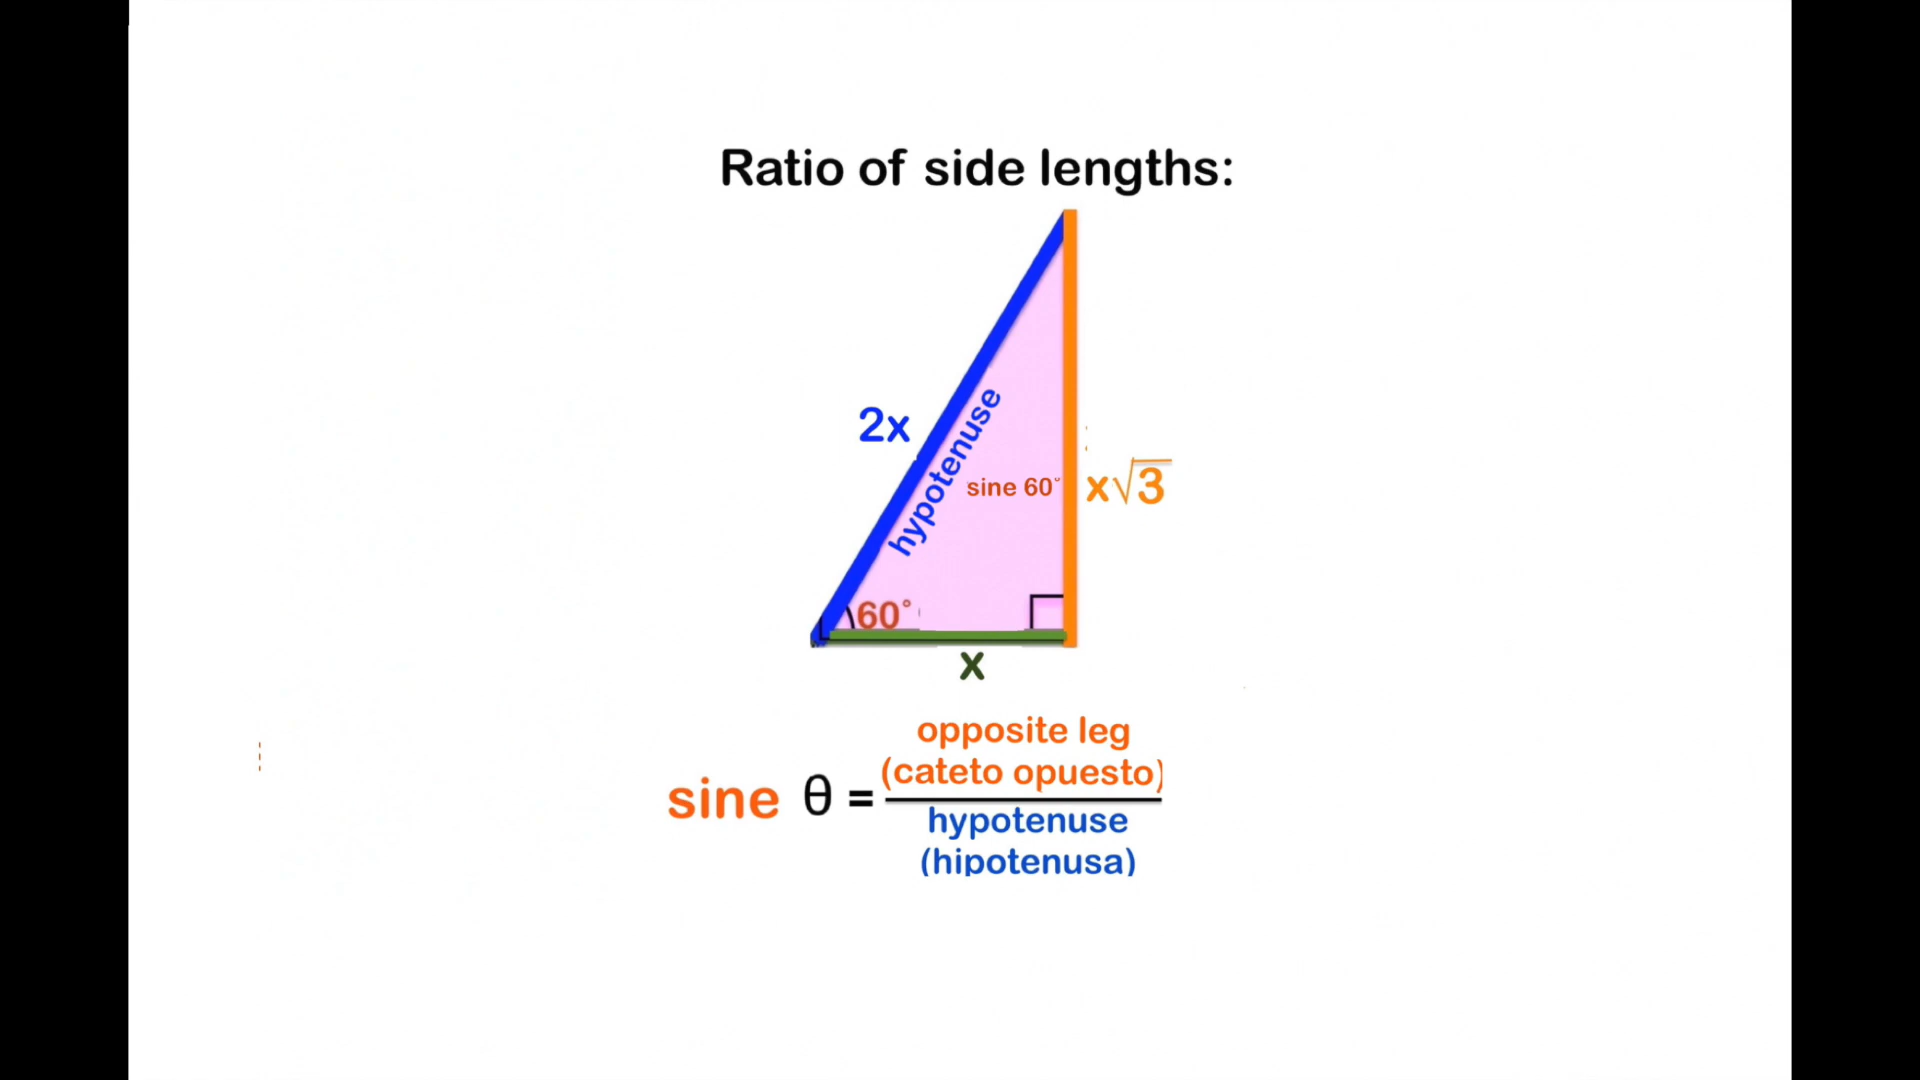 Ratio of side lengths:
2x
hypotenuse
sine 60°
x√3
60°
x
sine θ =
opposite leg
(cateto opuesto)
hypotenuse
(hipotenusa)